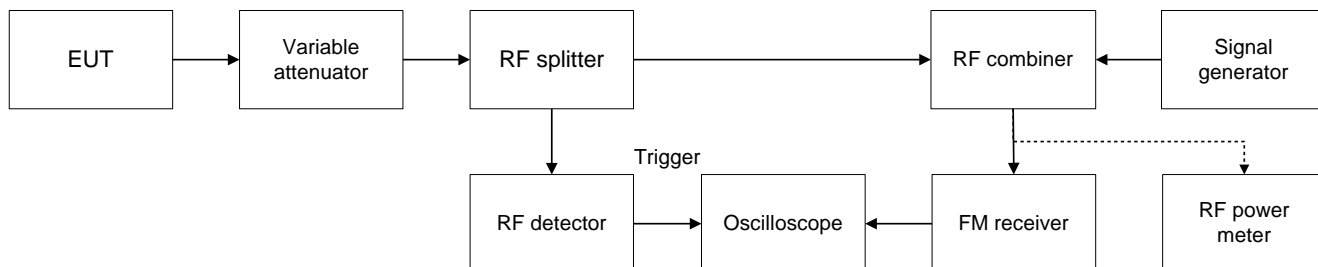 EUT
Variable
attenuator
RF splitter
RF combiner
Signal
generator
Trigger
RF detector
Oscilloscope
FM receiver
RF power
meter